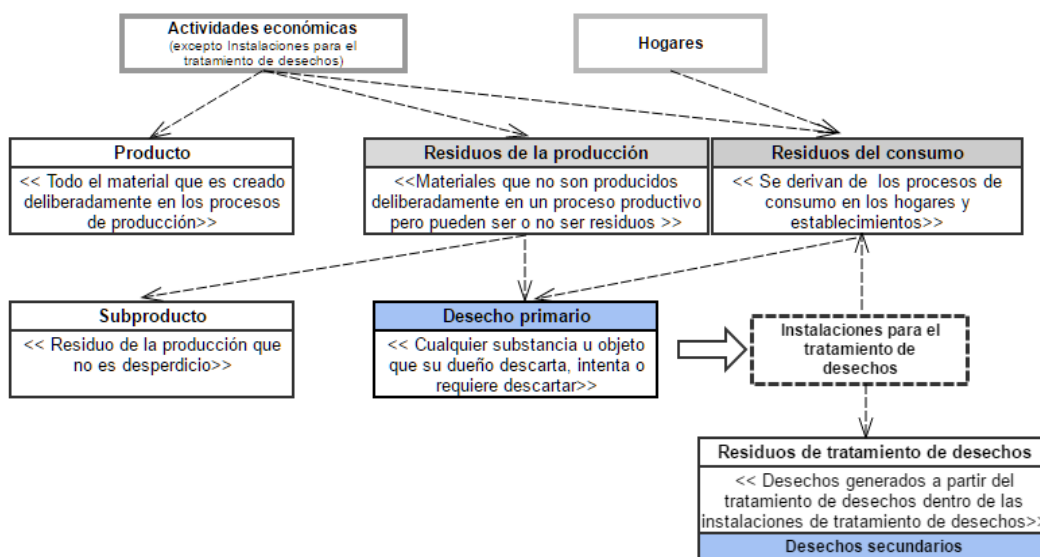 Actividades económicas
(excepto Instalaciones para el
tratamiento de desechos)
Hogares
Producto
<< Todo el material que es creado
deliberadamente en los procesos
de producción>>
Residuos de la producción
<<Materiales que no son producidos
deliberadamente en un proceso productivo
pero pueden ser o no ser residuos >>
Residuos del consumo
<< Se derivan de los procesos de
consumo en los hogares y
establecimientos>>
Subproducto
<< Residuo de la producción que
no es desperdicio>>
Desecho primario
<< Cualquier substancia u objeto
que su dueño descarta, intenta o
requiere descartar>>
Instalaciones para el
tratamiento de
desechos
Residuos de tratamiento de desechos
<< Desechos generados a partir del
tratamiento de desechos dentro de las
instalaciones de tratamiento de desechos>>
Desechos secundarios